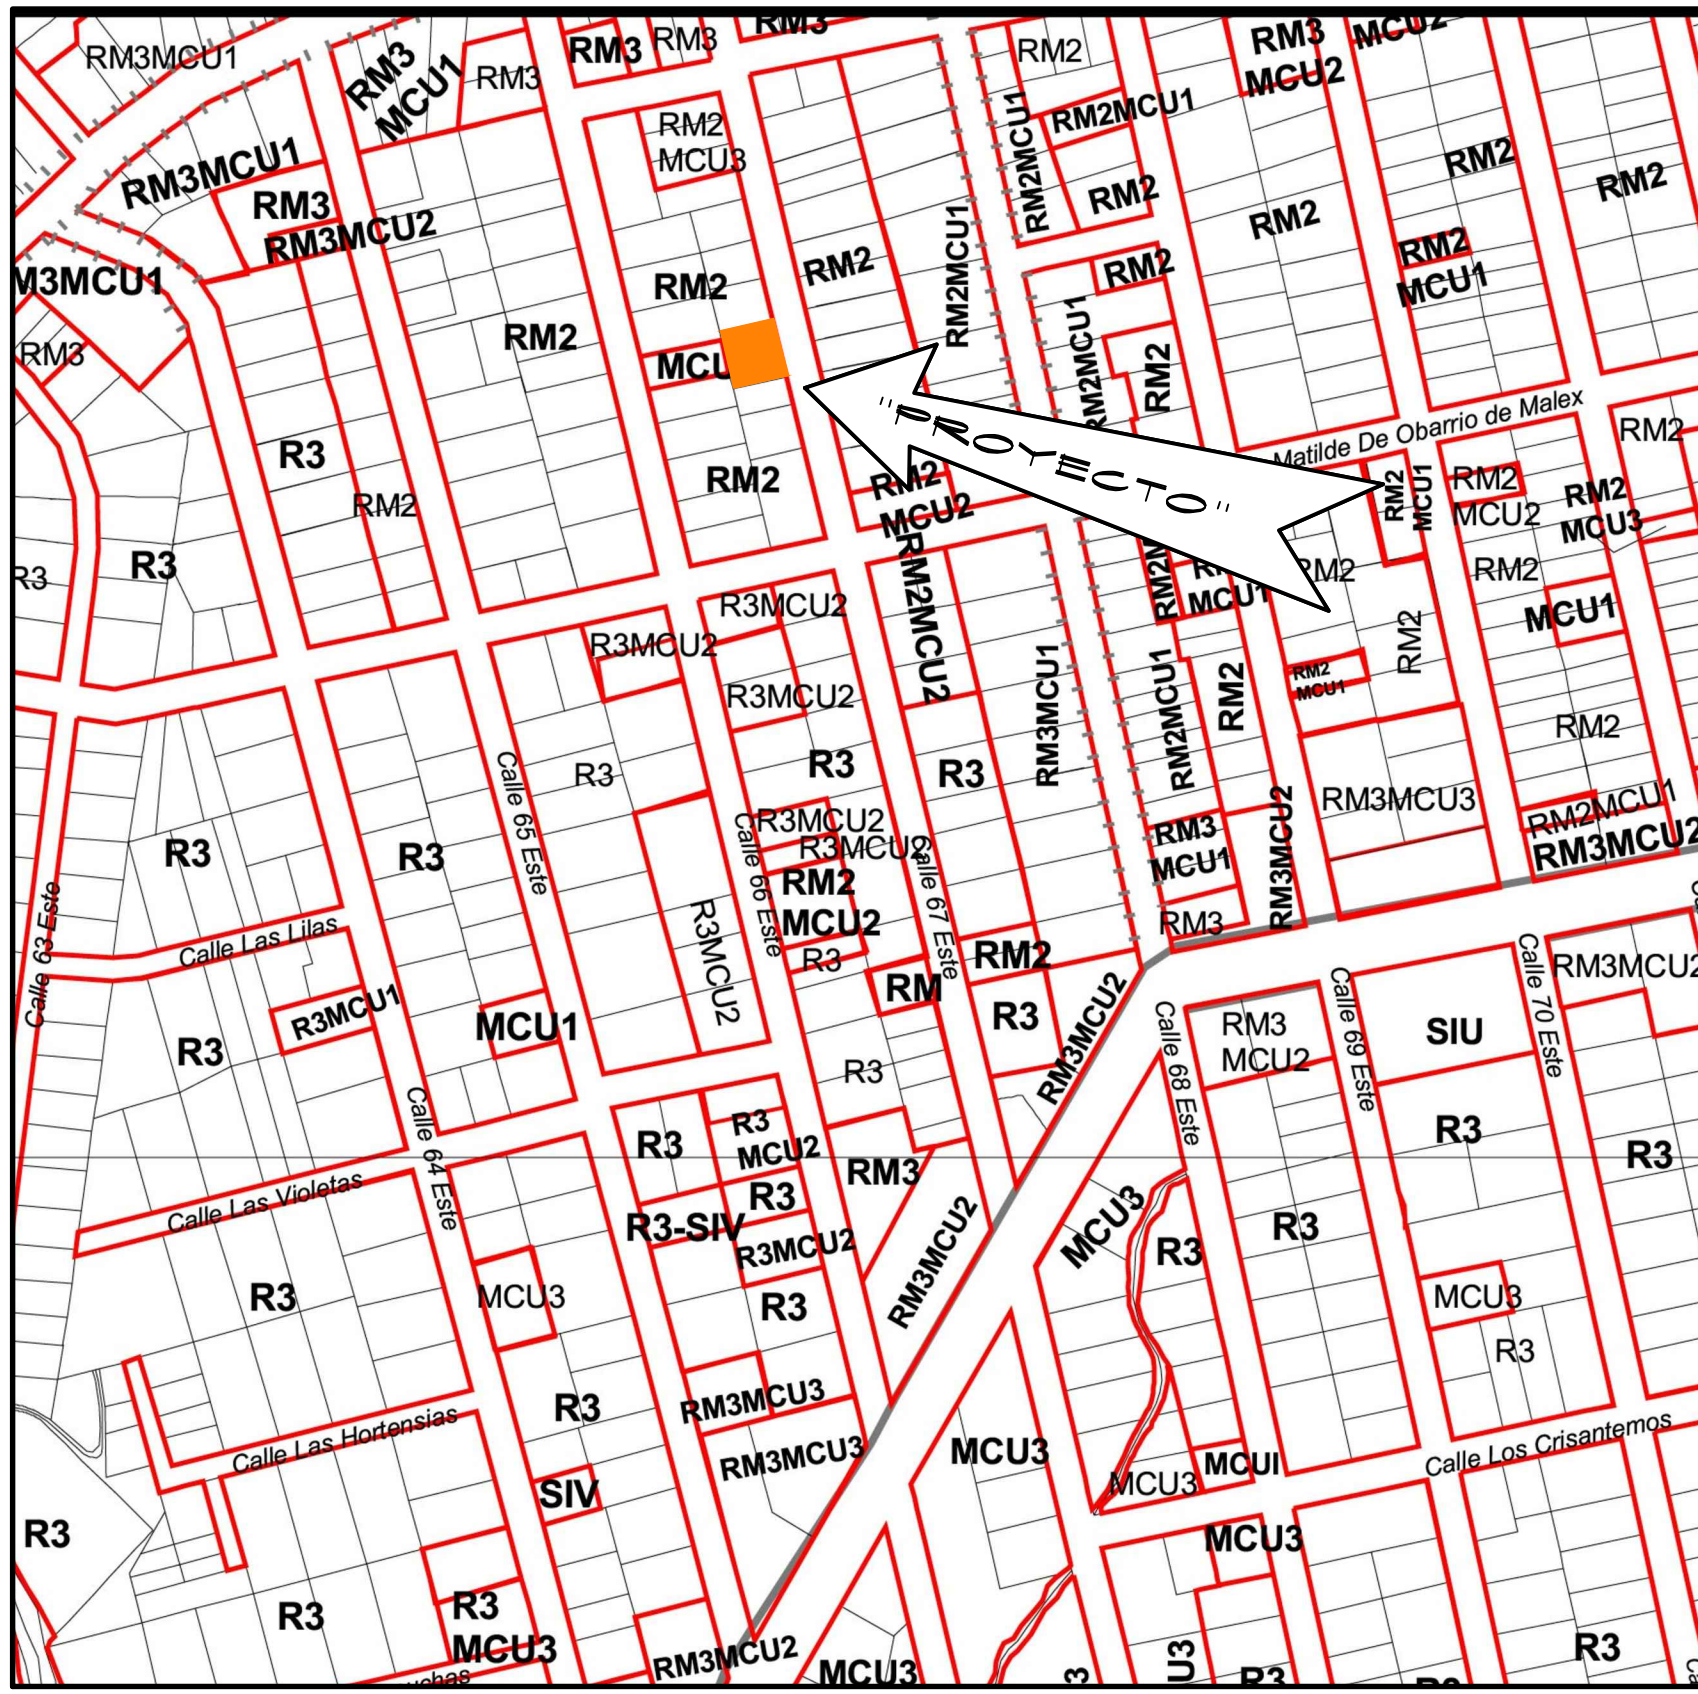 RM3MCU1
RM3
MCU1
RM3
RM3
RM3
RM3
RM2
RM3
MCU2
MCU2
RM2
MCU3
RM2MCU1
RM2MCU1
RM3MCU1
RM3
RM3MCU2
RM2
RM2
RM2
RM2
RM2
MCU1
RM2
RM2
RM2MCU1
RM2
M3MCU1
RM3
RM2
MCU
RM2MCU1
RM2
Matilde De Obarrio de Malex
"PROYECTO"
R3
RM2
RM2
RM2
MCU2
RM2
MCU1
RM2
MCU2
RM2
MCU3
RM2
R3
R3
RM2MCU2
MCU1
RM2
RM2
RM2
MCU1
R3MCU2
R3MCU2
R3MCU2
RM3MCU1
RM2MCU1
RM2
RM2
MCU1
RM2
R3
R3
R3
RM3MCU3
RM2MCU1
RM3MCU2
Calle 65 Este
R3MCU2
R3MCU2
Calle 66 Este
Calle 67 Este
RM3
MCU1
RM3MCU2
R3
R3
RM2
MCU2
R3
R3MCU2
RM3
Calle 63 Este
Calle Las Lilas
RM2
RM
R3
RM3MCU2
RM3MCU2
R3MCU1
MCU1
R3
R3
Calle 68 Este
RM3
MCU2
Calle 69 Este
SIU
Calle 70 Este
Calle 64 Este
R3
R3
MCU2
R3
R3
RM3
Calle Las Violetas
R3-SIV
R3MCU2
RM3MCU2
MCU3
R3
R3
R3
MCU3
R3
MCU3
R3
RM3MCU3
R3
Calle Las Hortensias
RM3MCU3
MCU3
MCU3
MCUI
Calle Los Crisantemos
SIV
R3
MCU3
R3
R3
MCU3
RM3MCU2
MCU3
U3
R3
R3